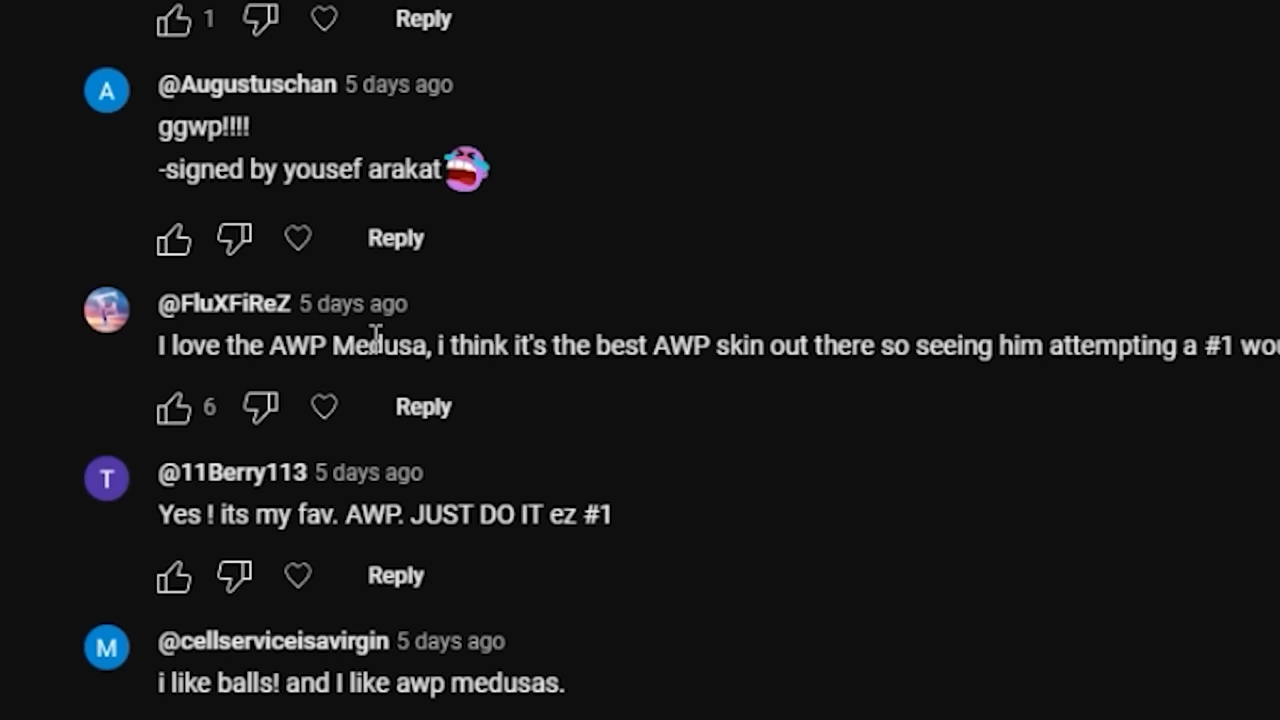 1 Reply
A @Augustuschan 5 days ago
ggwp!!!!
-signed by yousef arakat
Reply
@FluXFiReZ 5 days ago
I love the AWP Medusa, i think it's the best AWP skin out there so seeing him attempting a #1
6 Reply
T @11Berry113 5 days ago
Yes ! its my fav. AWP. JUST DO IT ez #1
Reply
M @cellserviceisavirgin 5 days ago
i like balls! and I like awp medusas.